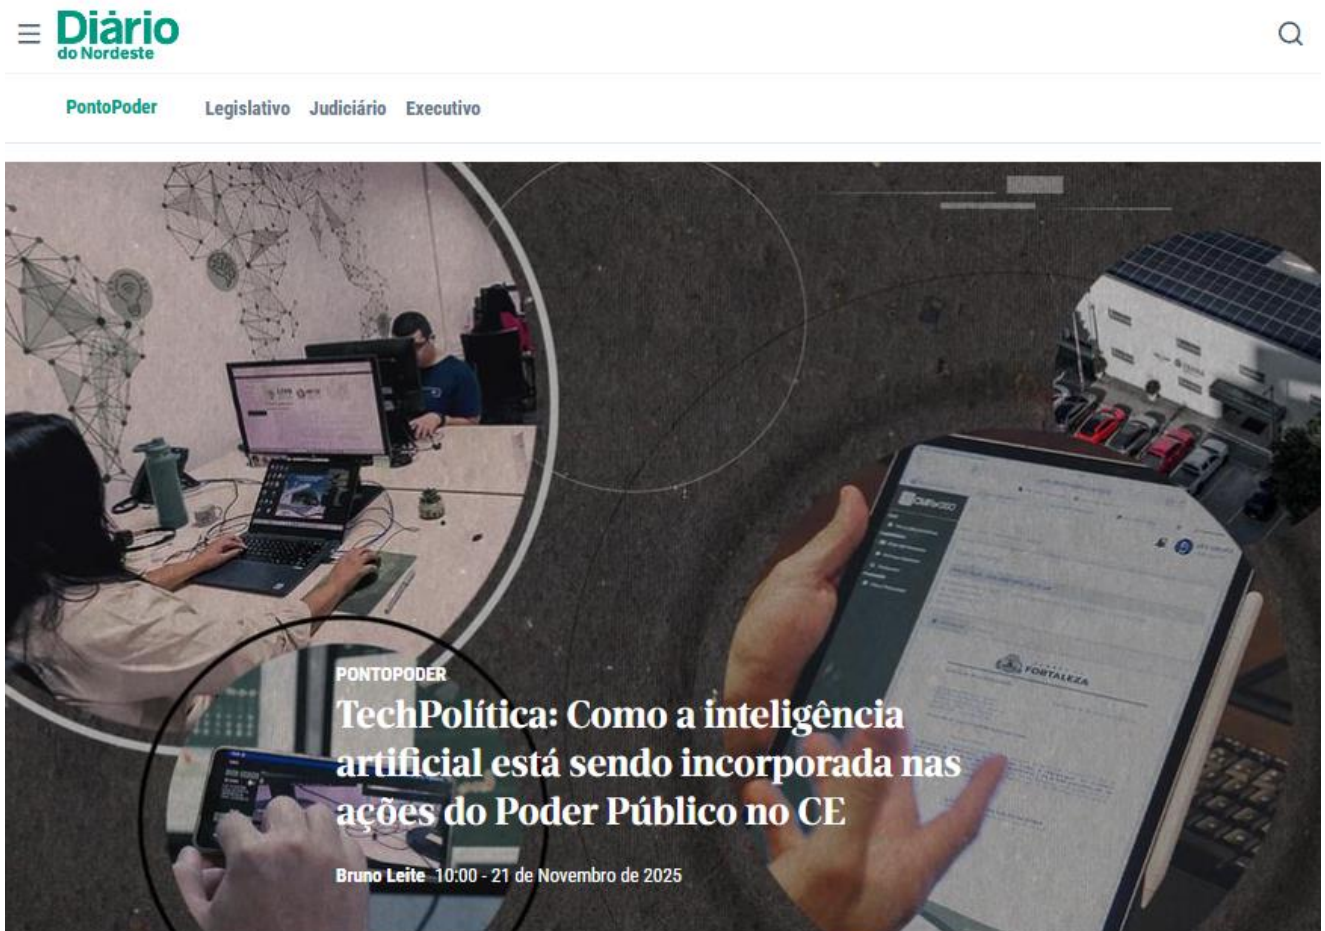 Diário
do Nordeste
PontoPoder Legislativo Judiciário Executivo
FORTALEZA
PONTOPODER
TechPolítica: Como a inteligência
artificial está sendo incorporada nas
ações do Poder Público no CE
Bruno Leite 10:00 - 21 de Novembro de 2025